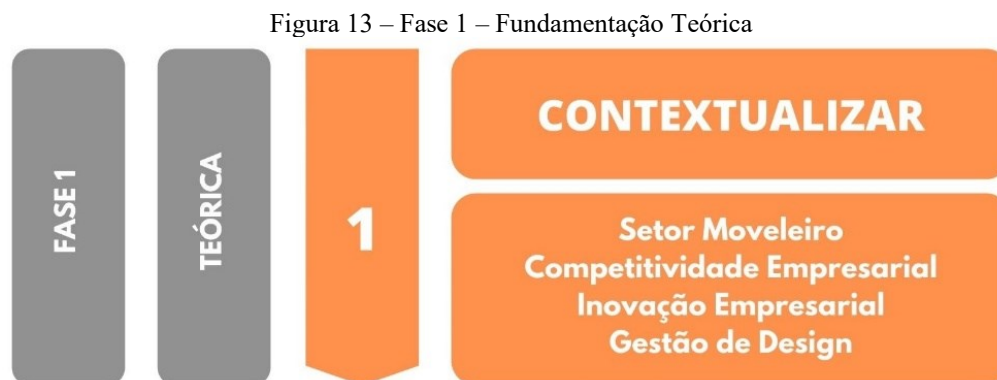 Figura 13 – Fase 1 – Fundamentação Teórica
FASE 1
TEÓRICA
1
CONTEXTUALIZAR
Setor Moveleiro
Competitividade Empresarial
Inovação Empresarial
Gestão de Design